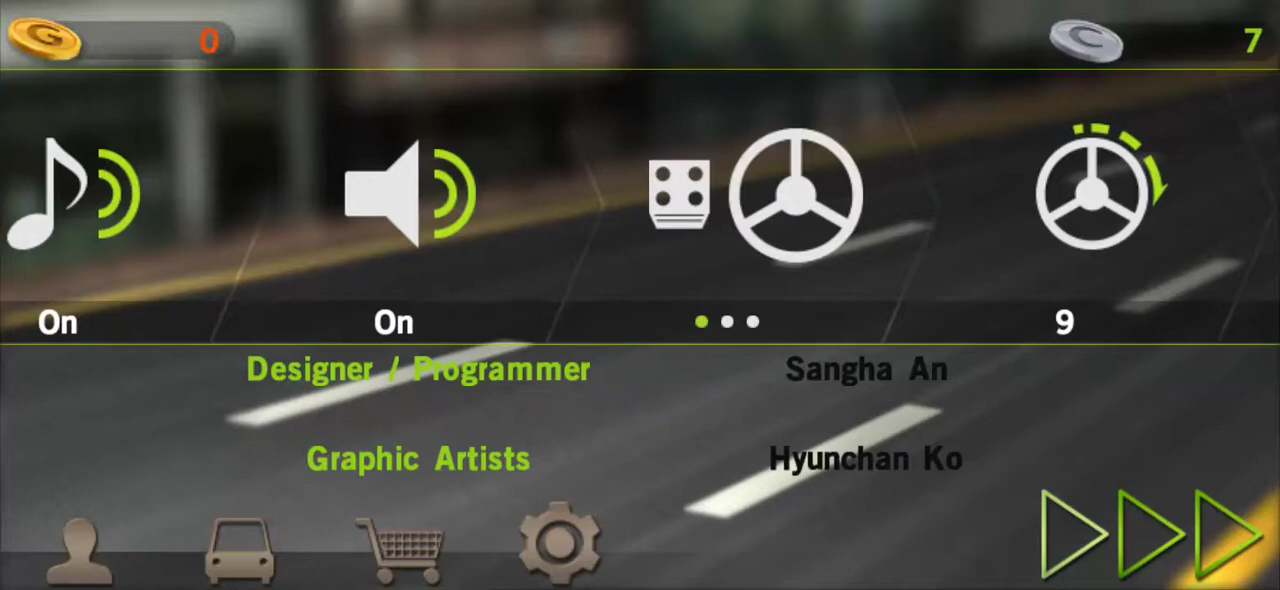 G 0 C 7
On On 9
Designer / Programmer Sangha An
Graphic Artists Hyunchan Ko